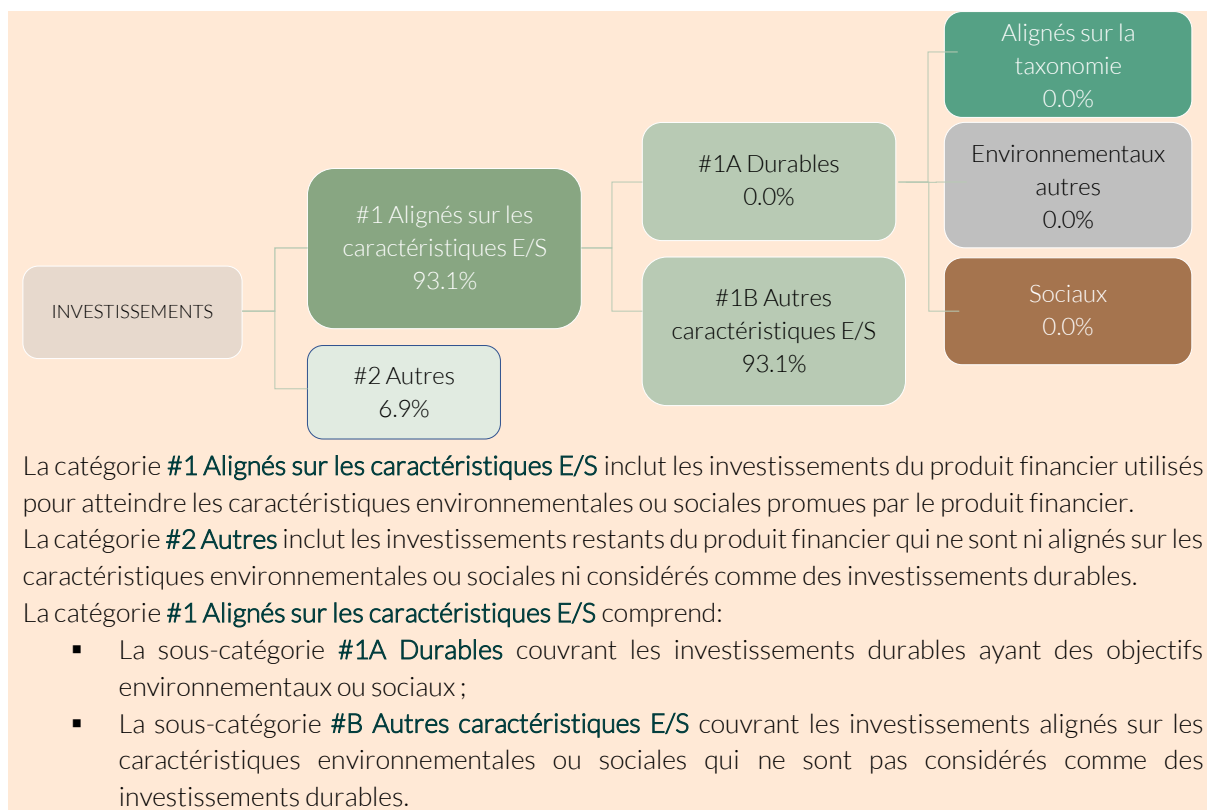 Alignés sur la
taxonomie
0.0%
#1A Durables
0.0%
Environnementaux
autres
0.0%
#1 Alignés sur les
caractéristiques E/S
93.1%
INVESTISSEMENTS
#1B Autres
caractéristiques E/S
93.1%
Sociaux
0.0%
#2 Autres
6.9%
La catégorie #1 Alignés sur les caractéristiques E/S inclut les investissements du produit financier utilisés
pour atteindre les caractéristiques environnementales ou sociales promues par le produit financier.
La catégorie #2 Autres inclut les investissements restants du produit financier qui ne sont ni alignés sur les
caractéristiques environnementales ou sociales ni considérés comme des investissements durables.
La catégorie #1 Alignés sur les caractéristiques E/S comprend:
▪ La sous-catégorie #1A Durables couvrant les investissements durables ayant des objectifs
environnementaux ou sociaux ;
▪ La sous-catégorie #B Autres caractéristiques E/S couvrant les investissements alignés sur les
caractéristiques environnementales ou sociales qui ne sont pas considérés comme des
investissements durables.